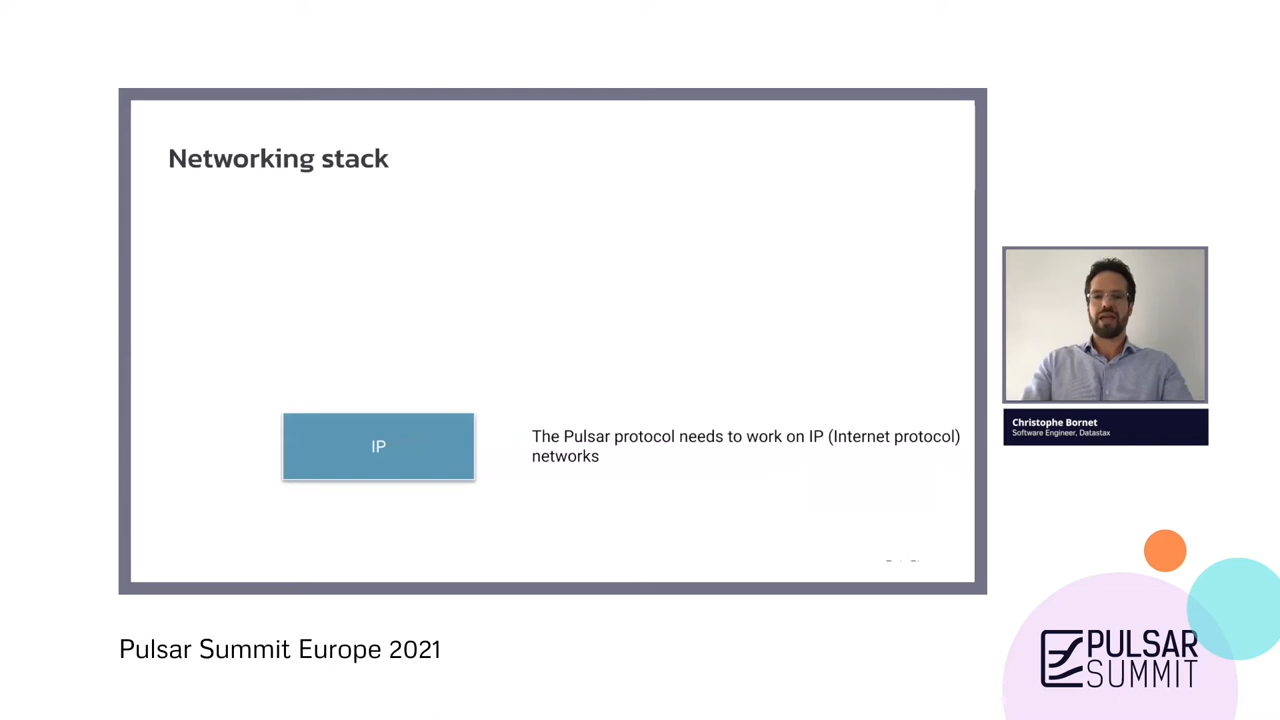 Networking stack
IP
The Pulsar protocol needs to work on IP (Internet protocol)
networks
Christophe Bornet
Software Engineer, Datastax
Pulsar Summit Europe 2021
PULSAR
SUMMIT